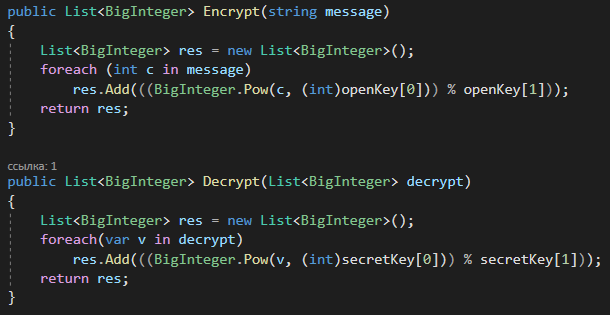 public List<BigInteger> Encrypt(string message)
{
    List<BigInteger> res = new List<BigInteger>();
    foreach (int c in message)
        res.Add(((BigInteger.Pow(c, (int)openKey[0])) % openKey[1]));
    return res;
}
ссылка: 1
public List<BigInteger> Decrypt(List<BigInteger> decrypt)
{
    List<BigInteger> res = new List<BigInteger>();
    foreach(var v in decrypt)
        res.Add(((BigInteger.Pow(v, (int)secretKey[0])) % secretKey[1]));
    return res;
}